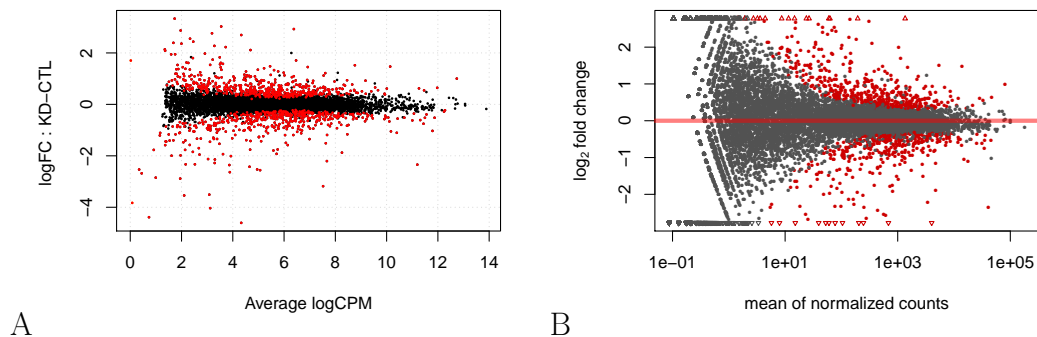 2
0
−2
−4
logFC : KD−CTL
0 2 4 6 8 10 12 14
Average logCPM
A
2
1
0
−1
−2
log2 fold change
1e−01 1e+01 1e+03 1e+05
mean of normalized counts
B